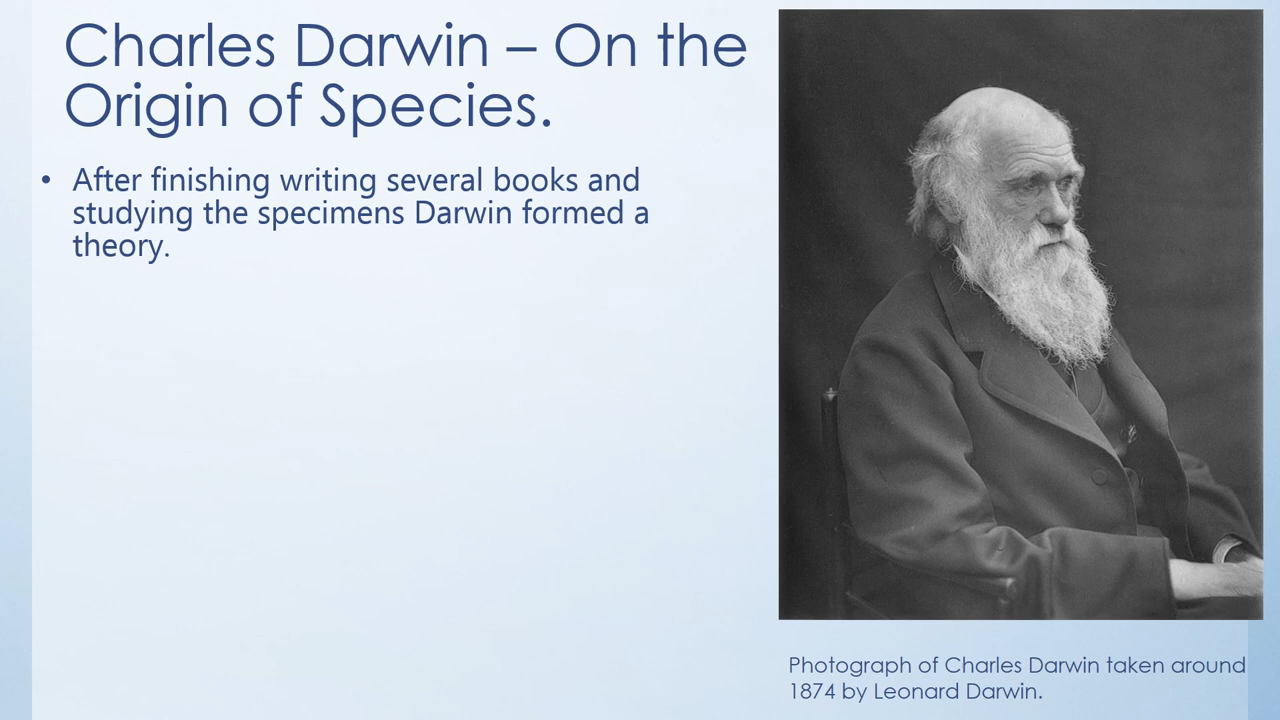 Charles Darwin – On the
Origin of Species.
• After finishing writing several books and
studying the specimens Darwin formed a
theory.
Photograph of Charles Darwin taken around
1874 by Leonard Darwin.